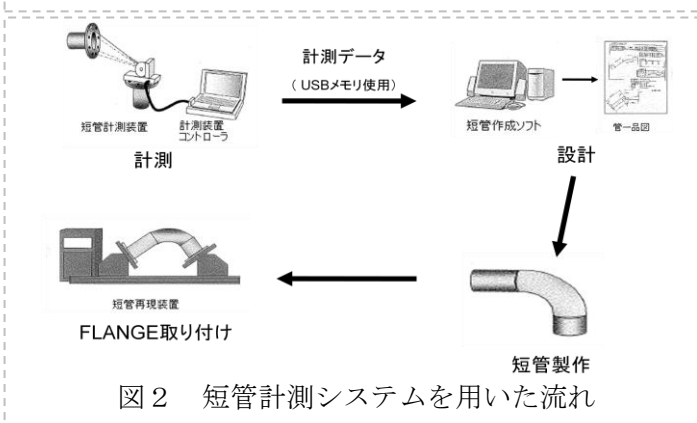 計測データ
( USBメモリ使用)
短管計測装置
計測装置
コントローラ
計測
短管作成ソフト
管一品図
設計
短管再現装置
FLANGE取り付け
短管製作
図2 短管計測システムを用いた流れ